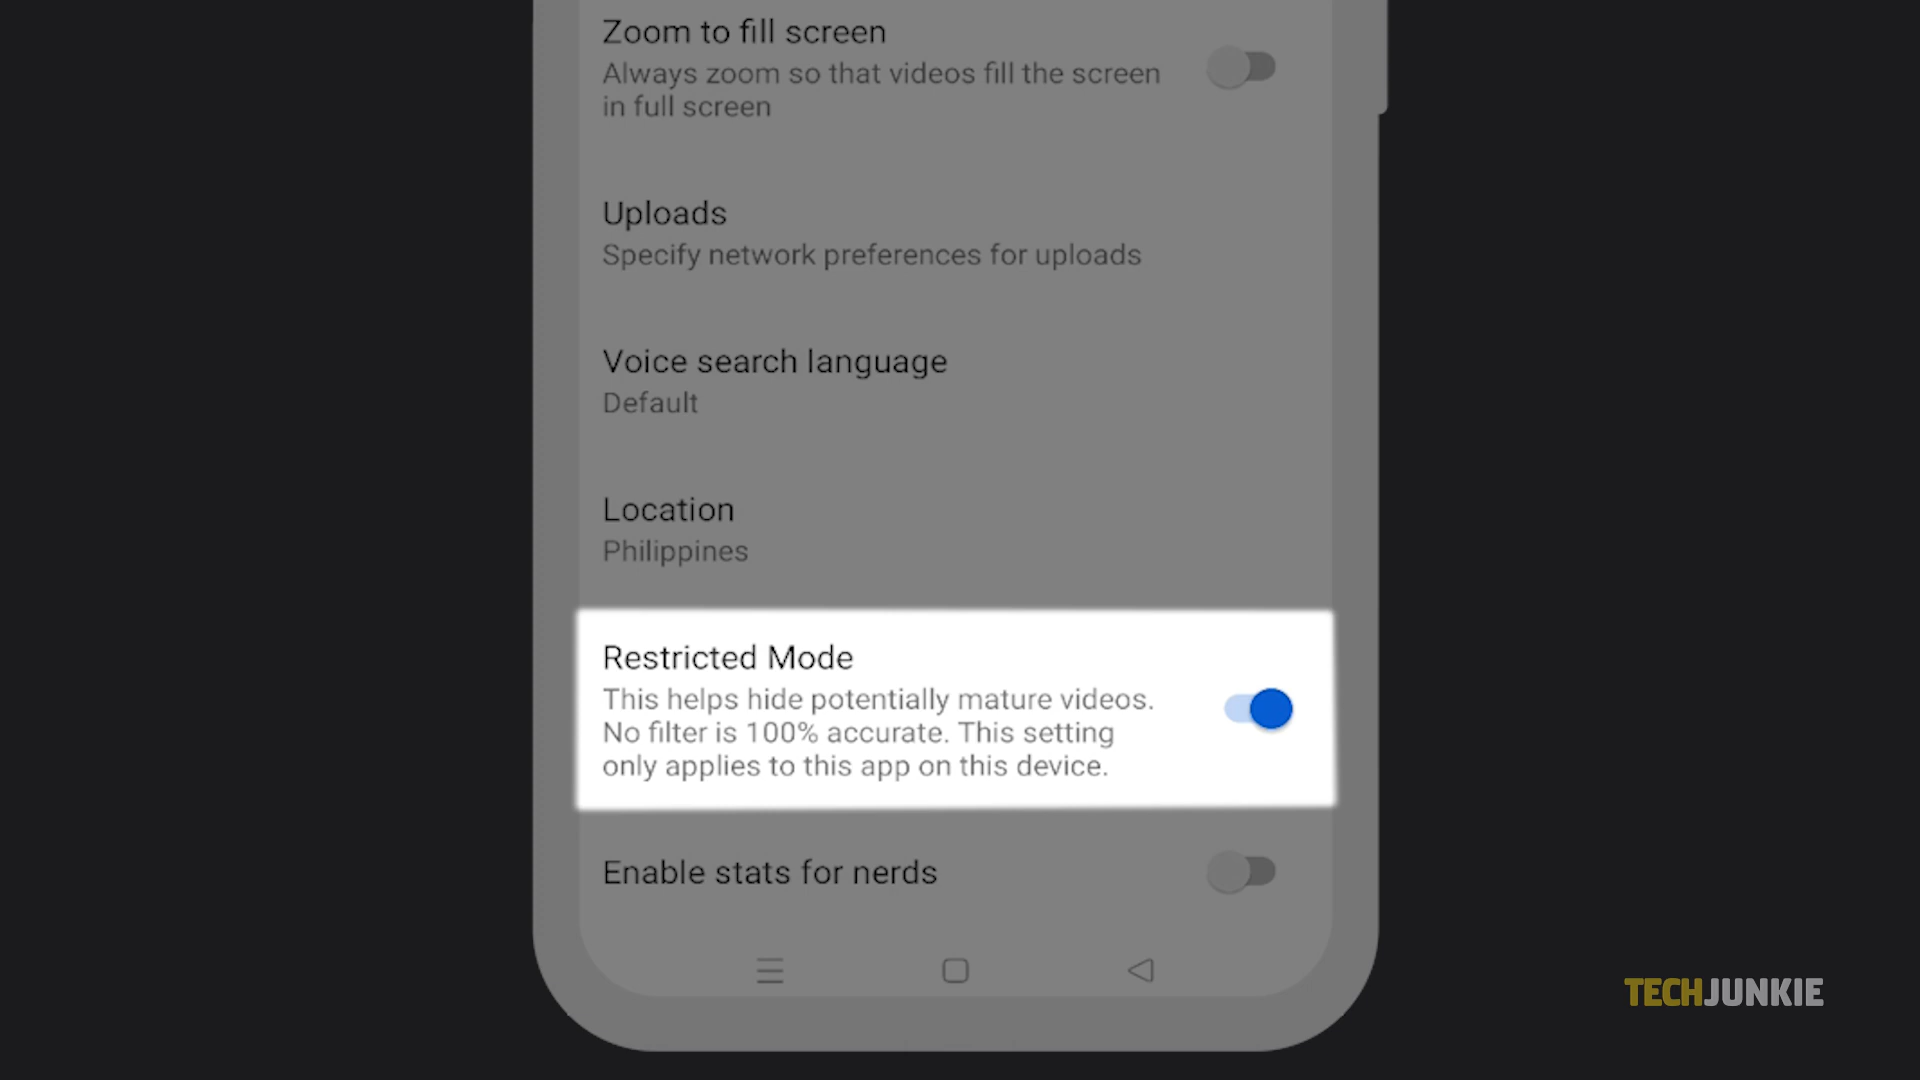 Zoom to fill screen
Always zoom so that videos fill the screen
in full screen
Uploads
Specify network preferences for uploads
Voice search language
Default
Location
Philippines
Restricted Mode
This helps hide potentially mature videos.
No filter is 100% accurate. This setting
only applies to this app on this device.
Enable stats for nerds
TECHJUNKIE